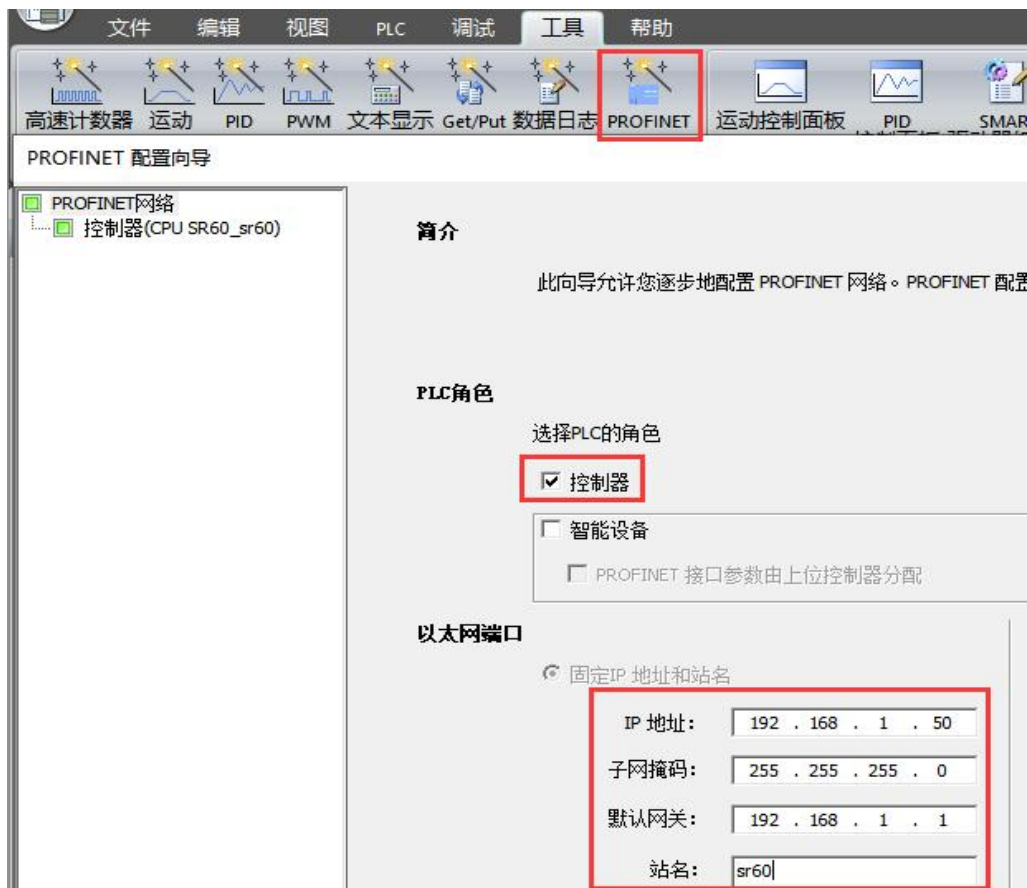 文件 编辑 视图 PLC 调试 工具 帮助
高速计数器 运动 PID PWM 文本显示 Get/Put 数据日志 PROFINET 运动控制面板 PID SMAR
PROFINET 配置向导
PROFINET网络
控制器(CPU SR60_sr60)
简介
此向导允许您逐步地配置 PROFINET 网络。PROFINET 配置
PLC角色
选择PLC的角色
控制器
智能设备
PROFINET 接口参数由上位控制器分配
以太网端口
固定IP 地址和站名
IP 地址: 192 . 168 . 1 . 50
子网掩码: 255 . 255 . 255 . 0
默认网关: 192 . 168 . 1 . 1
站名: sr60